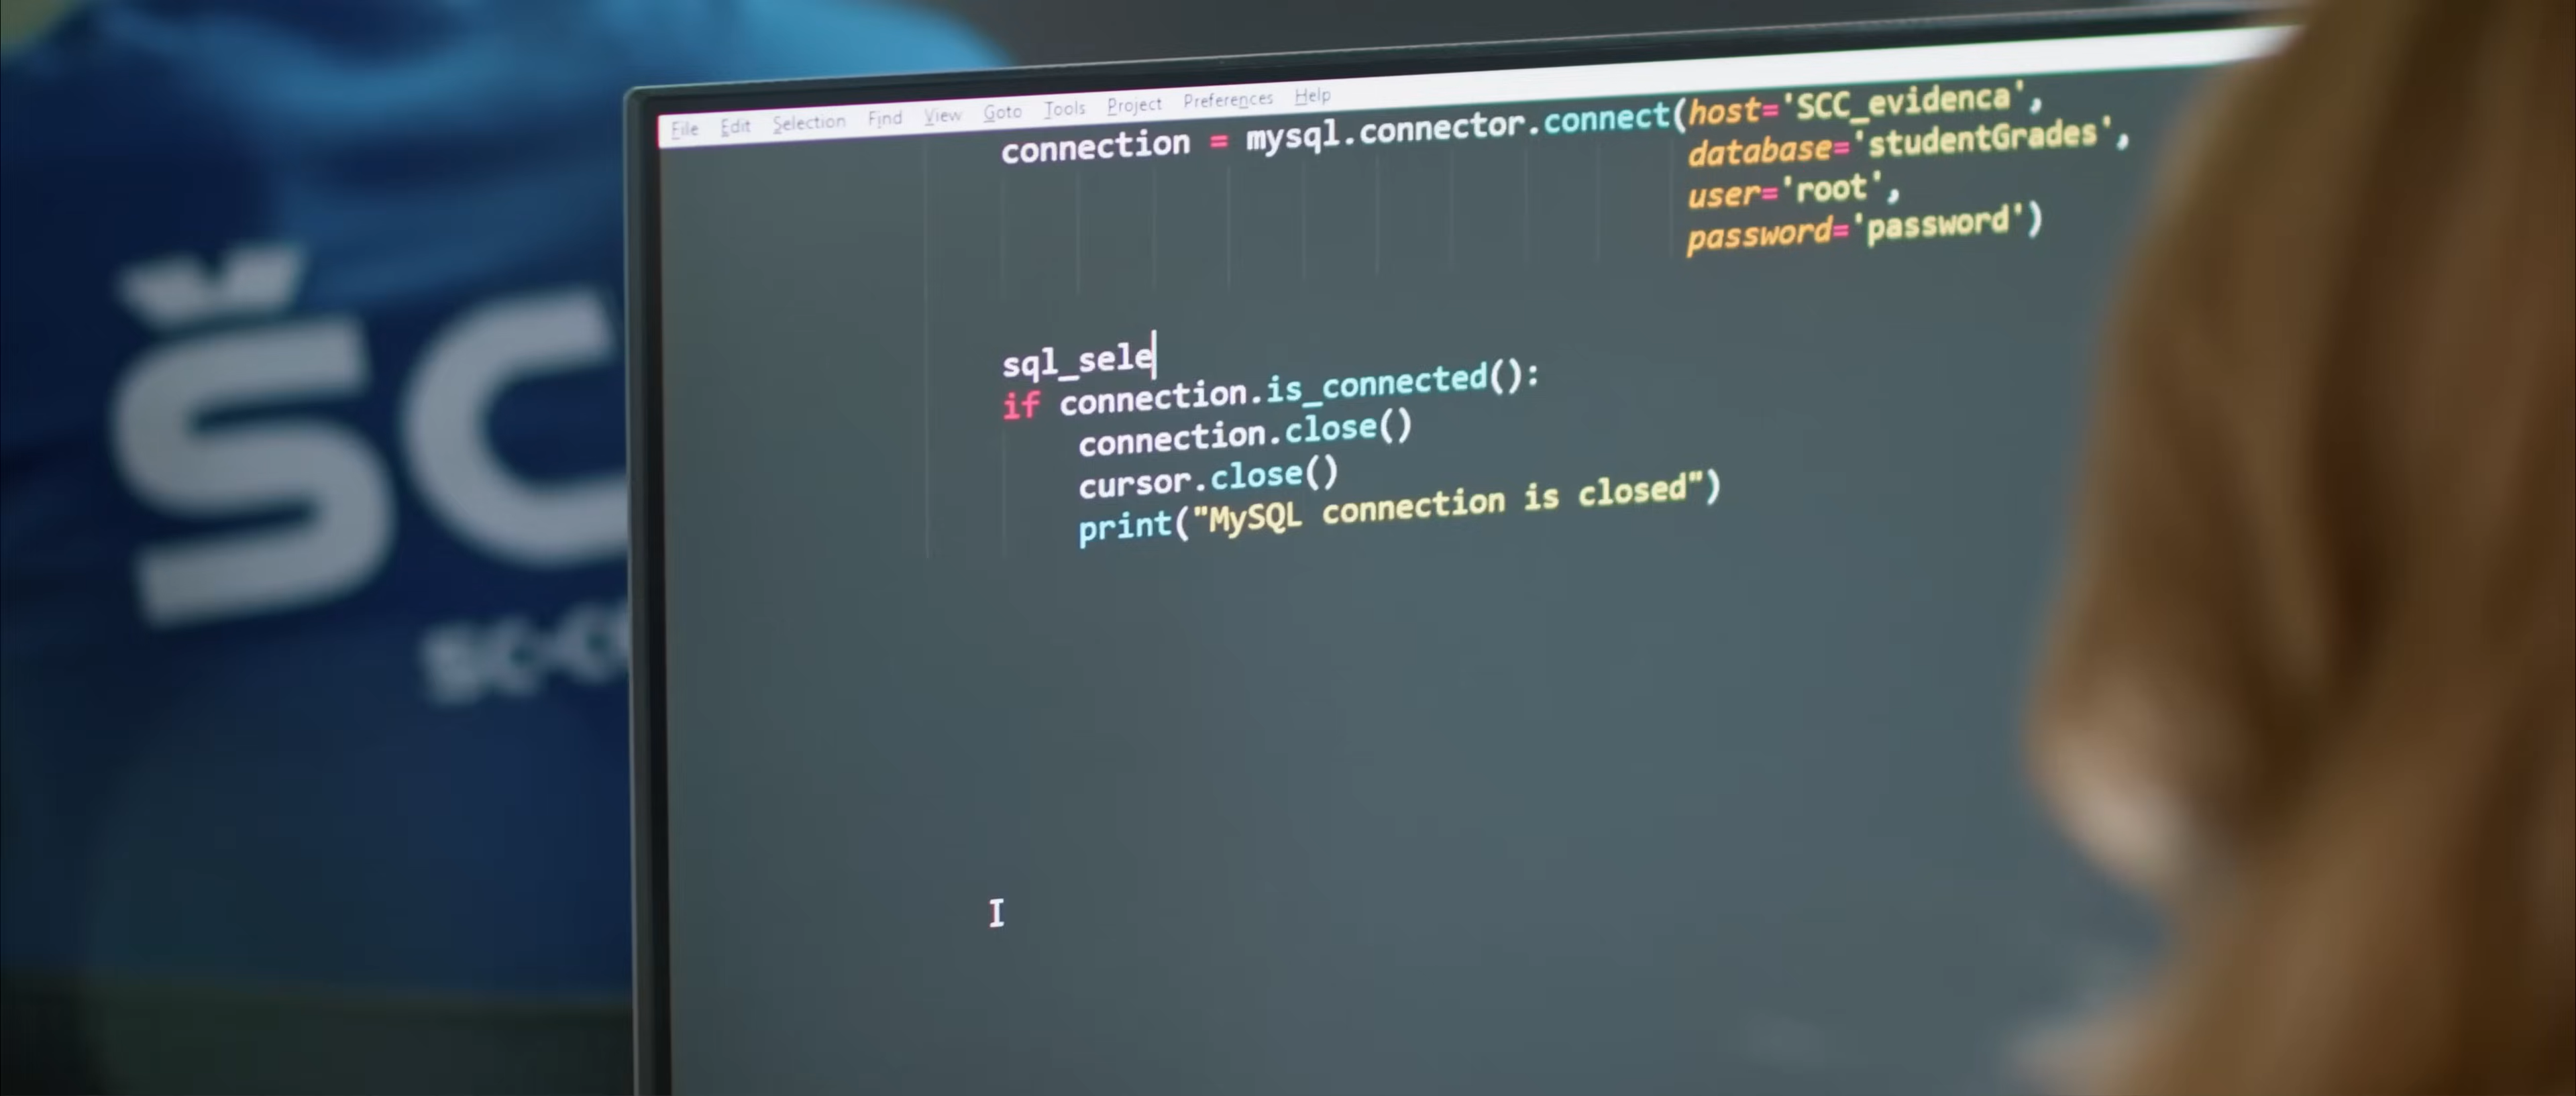 ŠC
File Edit Selection Find View Goto Tools Project Preferences Help
connection = mysql.connector.connect(host='SCC_evidenca',
database='studentGrades',
user='root',
password='password')
sql_sele
if connection.is_connected():
connection.close()
cursor.close()
print("MySQL connection is closed")